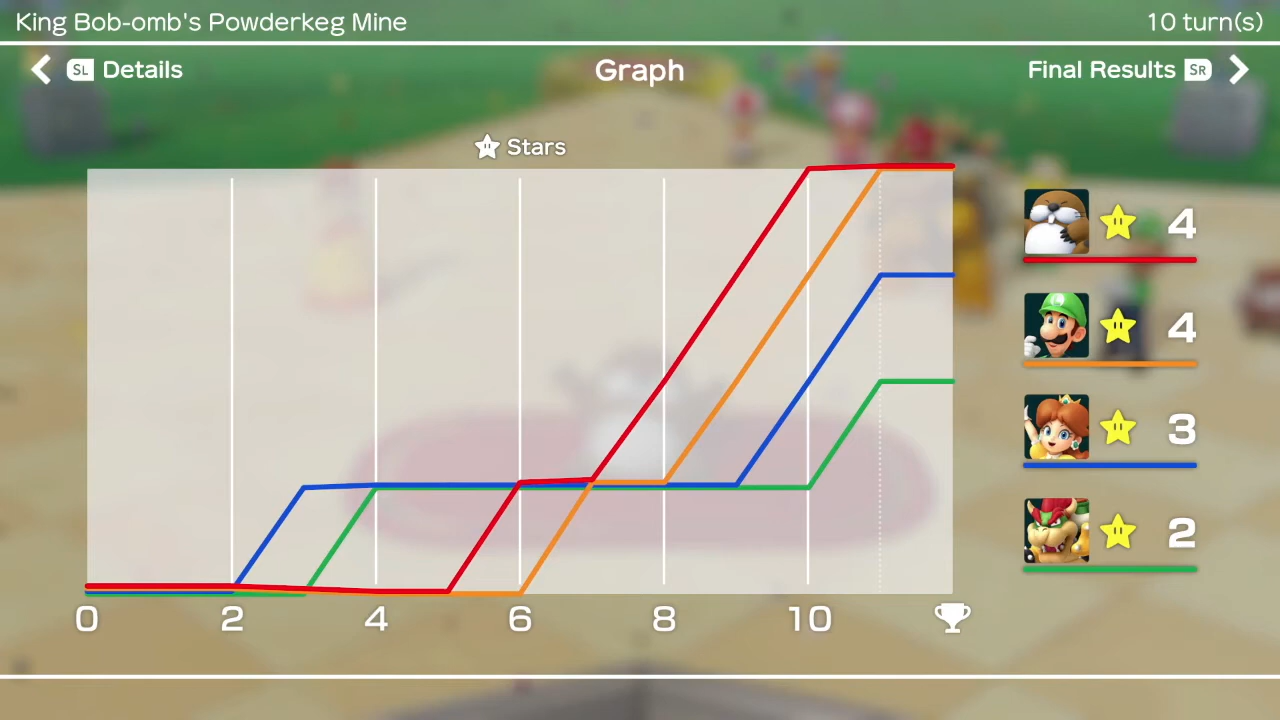 King Bob-omb's Powderkeg Mine
10 turn(s)
SL Details
Graph
Final Results SR
Stars
4
4
3
2
0 2 4 6 8 10